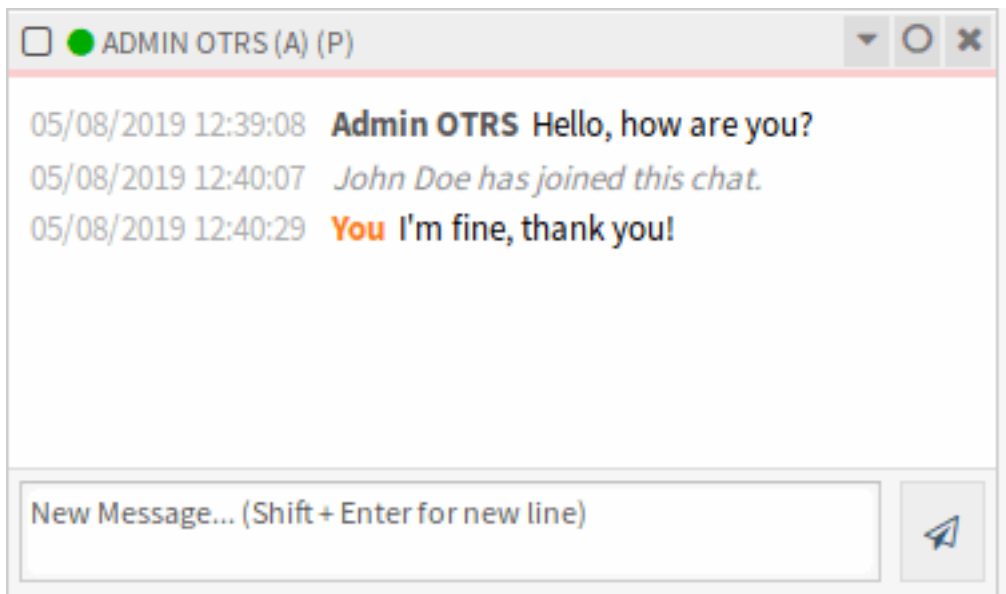 ADMIN OTRS (A) (P)
05/08/2019 12:39:08 Admin OTRS Hello, how are you?
05/08/2019 12:40:07 John Doe has joined this chat.
05/08/2019 12:40:29 You I'm fine, thank you!
New Message... (Shift + Enter for new line)